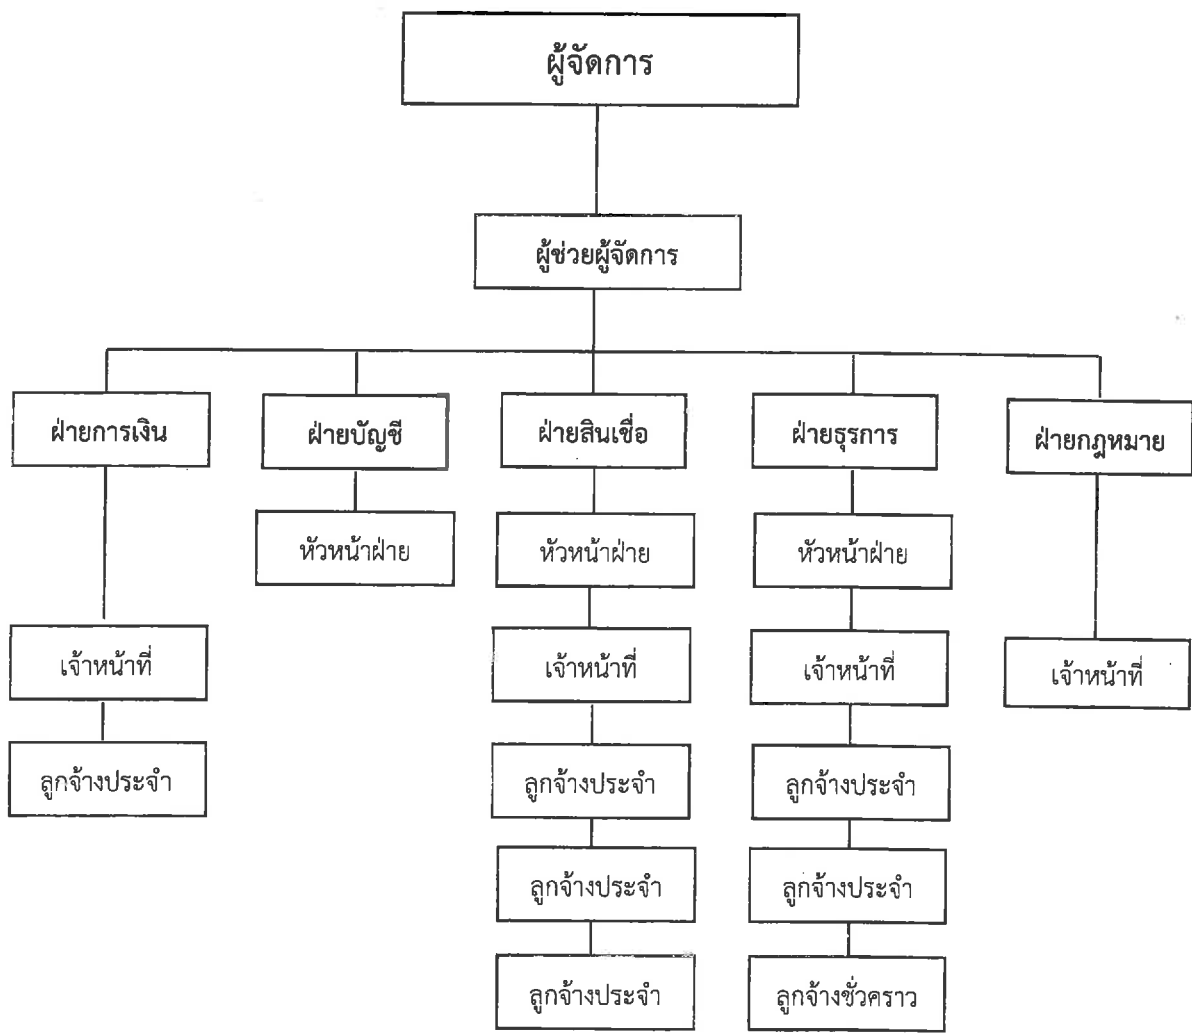 ผู้จัดการ
ผู้ช่วยผู้จัดการ
ฝ่ายการเงิน
ฝ่ายบัญชี
ฝ่ายสินเชื่อ
ฝ่ายธุรการ
ฝ่ายกฎหมาย
หัวหน้าฝ่าย
หัวหน้าฝ่าย
หัวหน้าฝ่าย
เจ้าหน้าที่
เจ้าหน้าที่
เจ้าหน้าที่
เจ้าหน้าที่
ลูกจ้างประจำ
ลูกจ้างประจำ
ลูกจ้างประจำ
ลูกจ้างประจำ
ลูกจ้างประจำ
ลูกจ้างประจำ
ลูกจ้างชั่วคราว